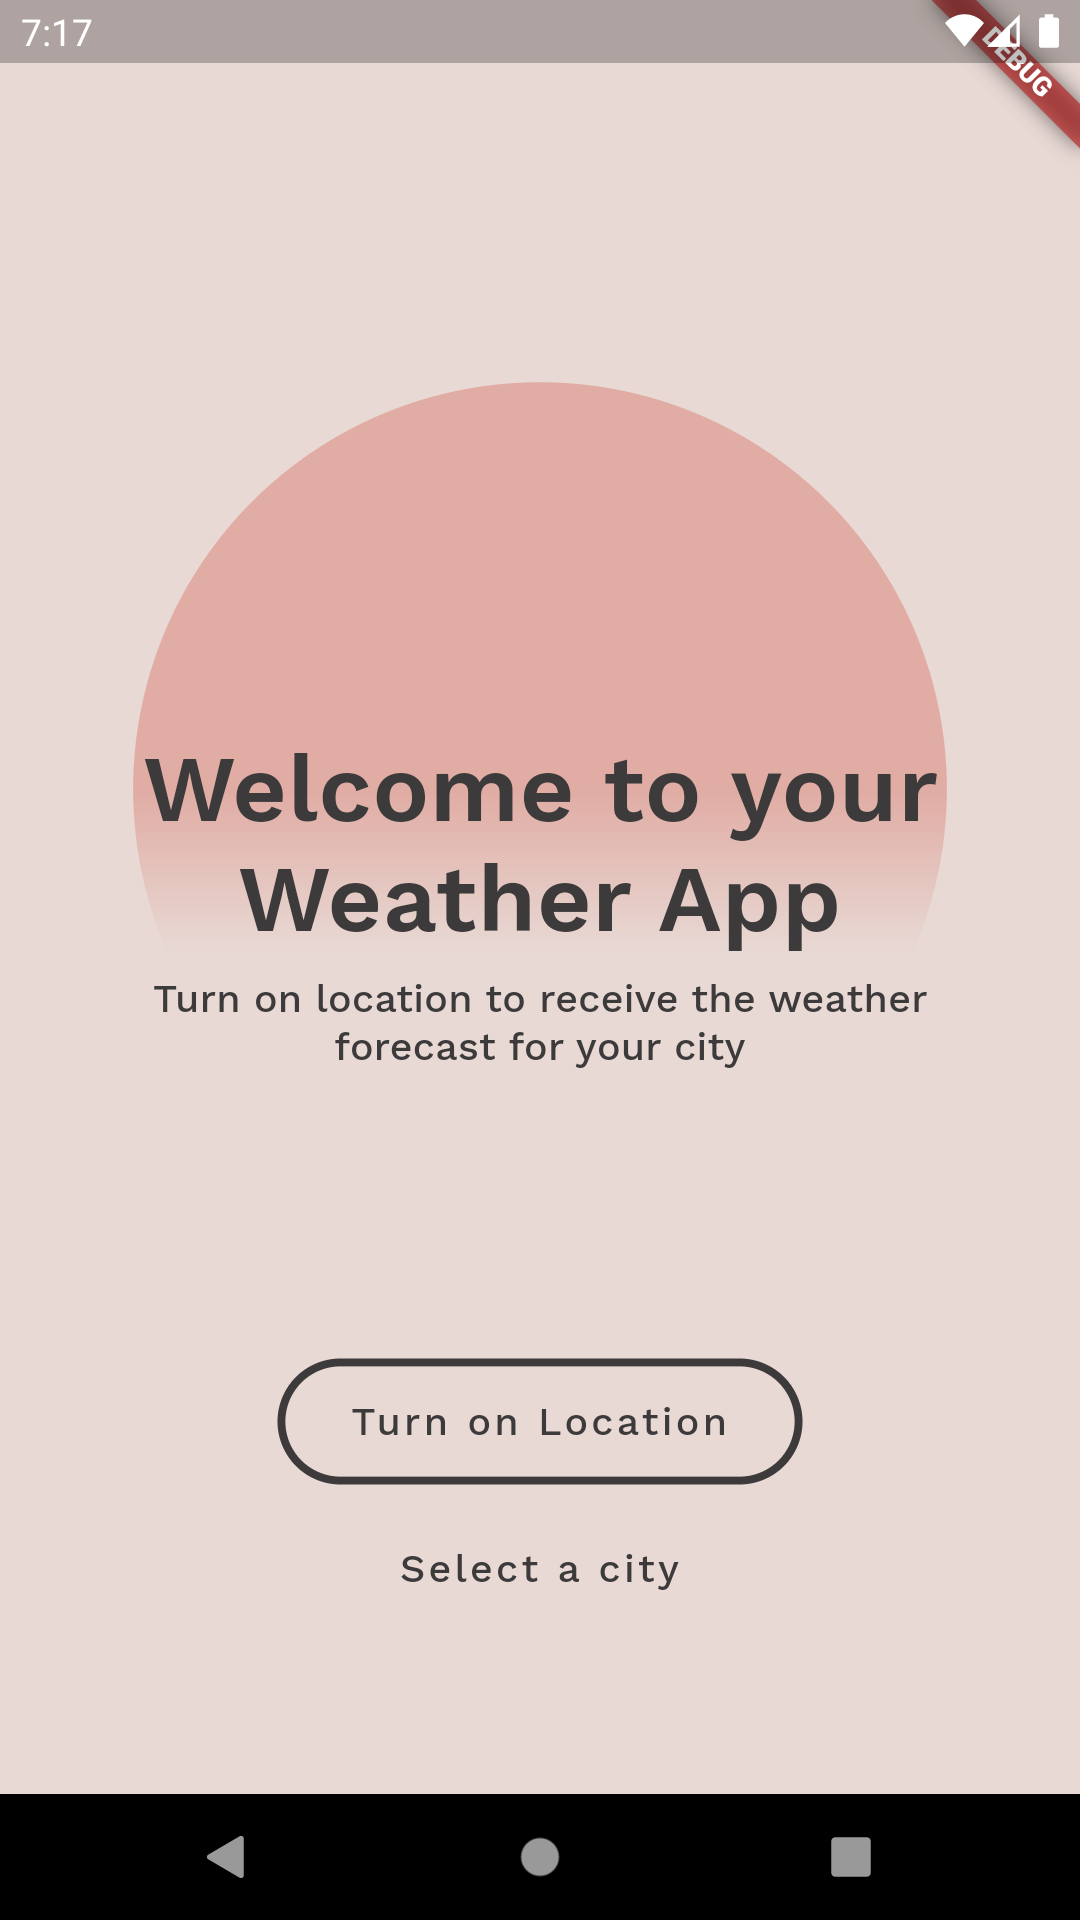 7:17
DEBUG
Welcome to your
Weather App
Turn on location to receive the weather
forecast for your city
Turn on Location
Select a city